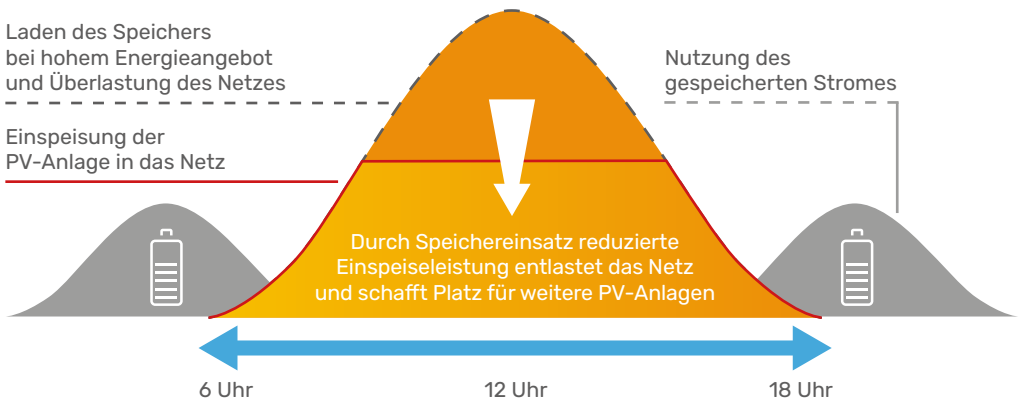 Laden des Speichers
bei hohem Energieangebot
und Überlastung des Netzes
Nutzung des
gespeicherten Stromes
Einspeisung der
PV-Anlage in das Netz
Durch Speichereinsatz reduzierte
Einspeiseleistung entlastet das Netz
und schafft Platz für weitere PV-Anlagen
6 Uhr
12 Uhr
18 Uhr